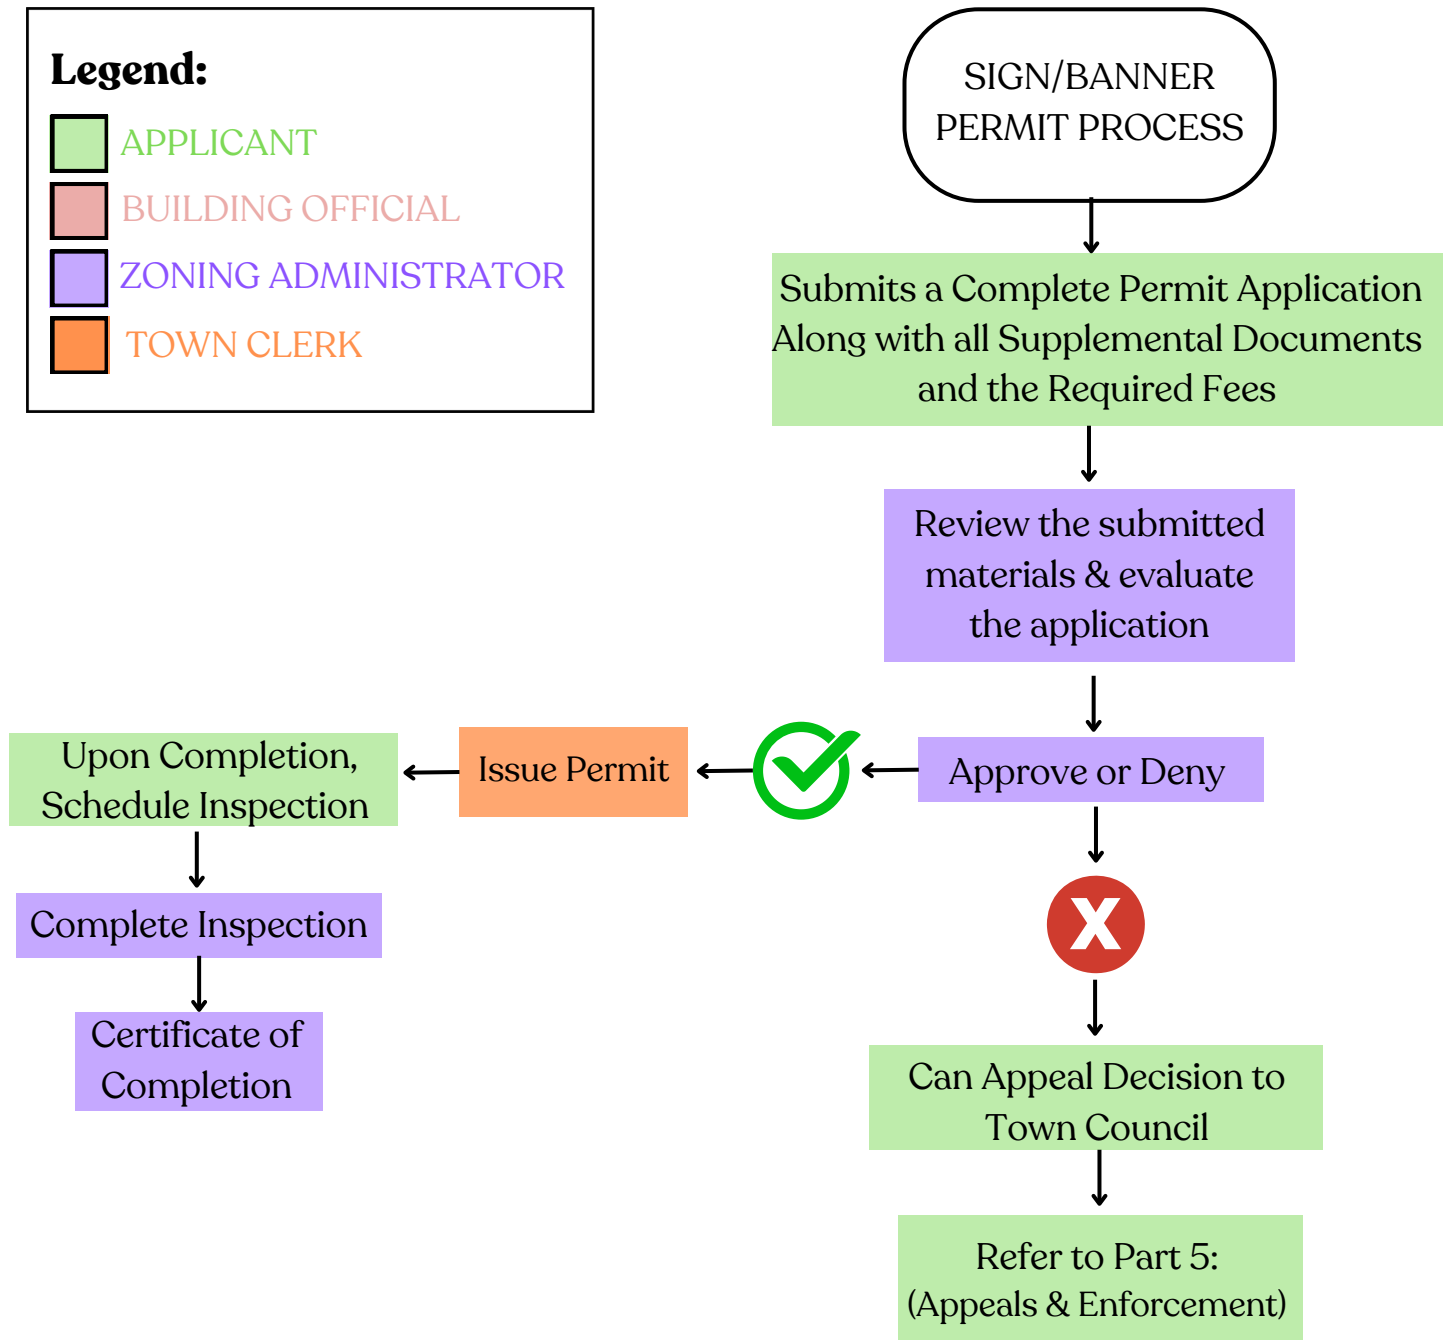 Legend:
APPLICANT
BUILDING OFFICIAL
ZONING ADMINISTRATOR
TOWN CLERK
SIGN/BANNER
PERMIT PROCESS
Submits a Complete Permit Application
Along with all Supplemental Documents
and the Required Fees
Review the submitted
materials & evaluate
the application
Approve or Deny
Issue Permit
Upon Completion,
Schedule Inspection
Complete Inspection
Certificate of
Completion
X
Can Appeal Decision to
Town Council
Refer to Part 5:
(Appeals & Enforcement)